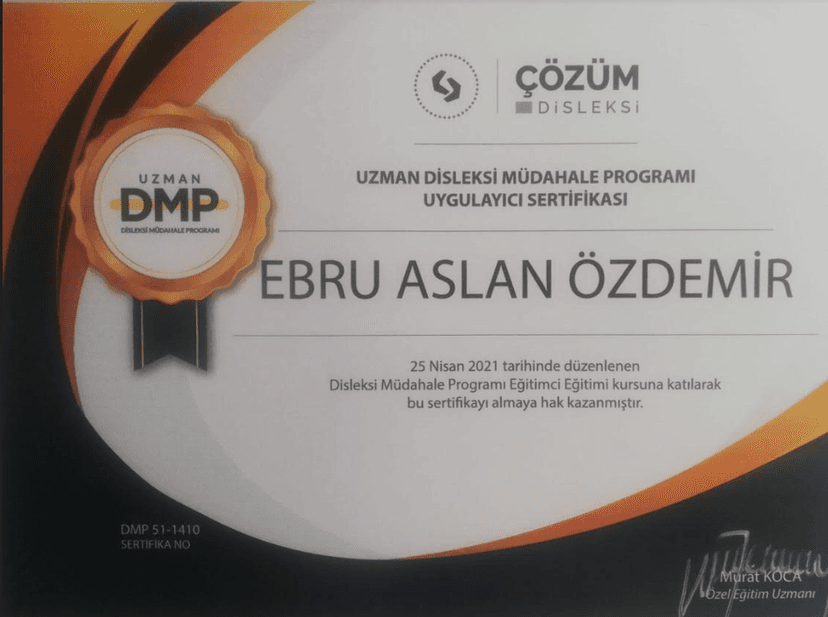 ÇÖZÜM
DİSLEKSİ
UZMAN DİSLEKSİ MÜDAHALE PROGRAMI
UYGULAYICI SERTİFİKASI
UZMAN
DMP
DİSLEKSİ MÜDAHALE PROGRAMI
EBRU ASLAN ÖZDEMİR
25 Nisan 2021 tarihinde düzenlenen
Disleksi Müdahale Programı Eğitimci Eğitimi kursuna katılarak
bu sertifikayı almaya hak kazanmıştır.
DMP 51-1410
SERTİFİKA NO
Murat KOCA
Özel Eğitim Uzmanı